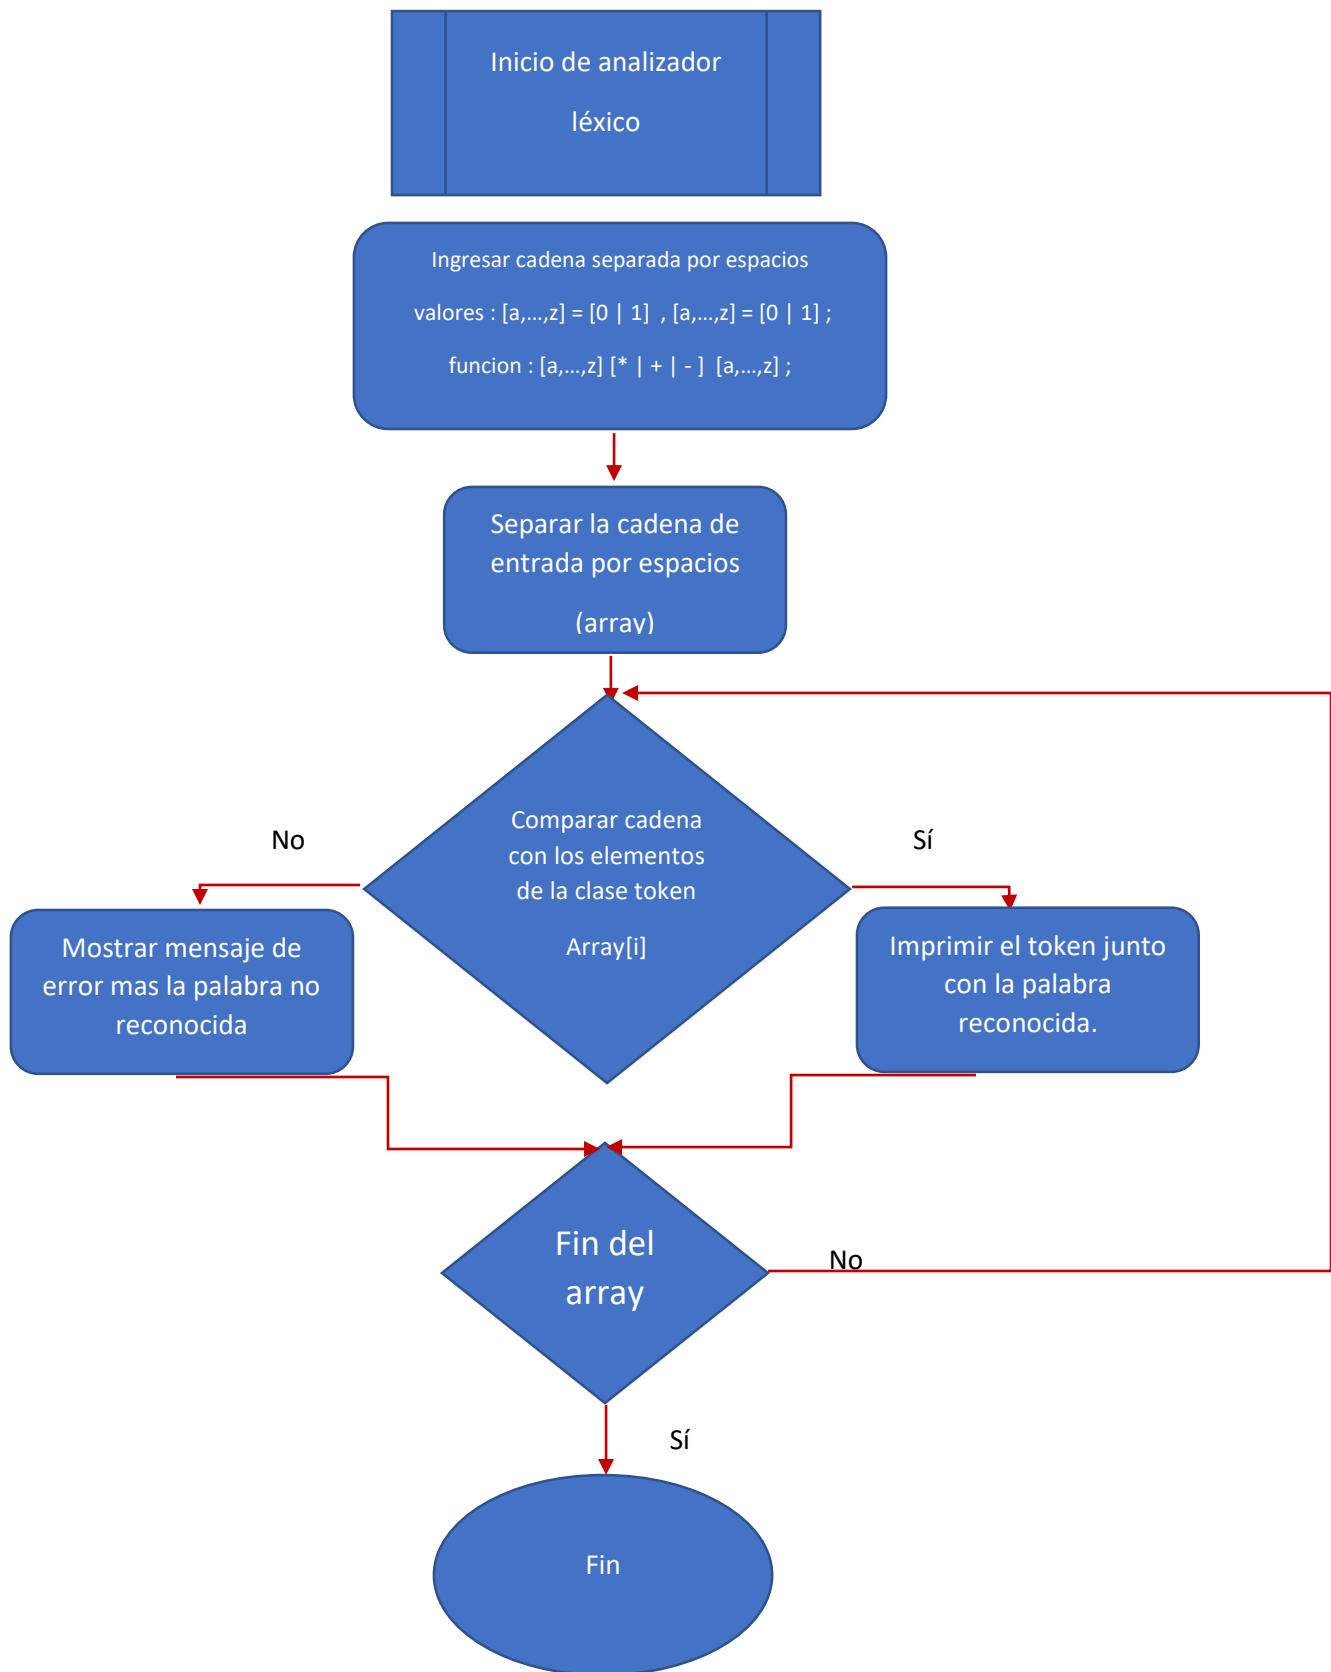 Inicio de analizador
léxico
Ingresar cadena separada por espacios
valores : [a,...,z] = [0 | 1]  , [a,...,z] = [0 | 1] ;
funcion : [a,...,z] [* | + | - ]  [a,...,z] ;
Separar la cadena de
entrada por espacios
(array)
Comparar cadena
con los elementos
de la clase token
Array[i]
No
Sí
Mostrar mensaje de
error mas la palabra no
reconocida
Imprimir el token junto
con la palabra
reconocida.
Fin del
array
No
Sí
Fin